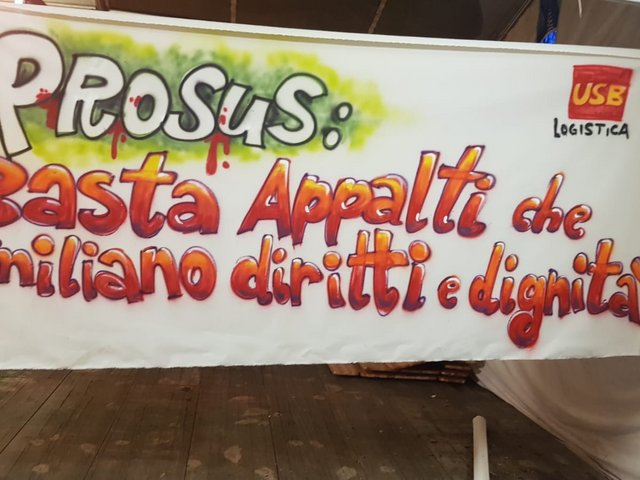 PROSUS:
USB
LOGISTICA
Basta Appalti che
miliano diritti e dignità